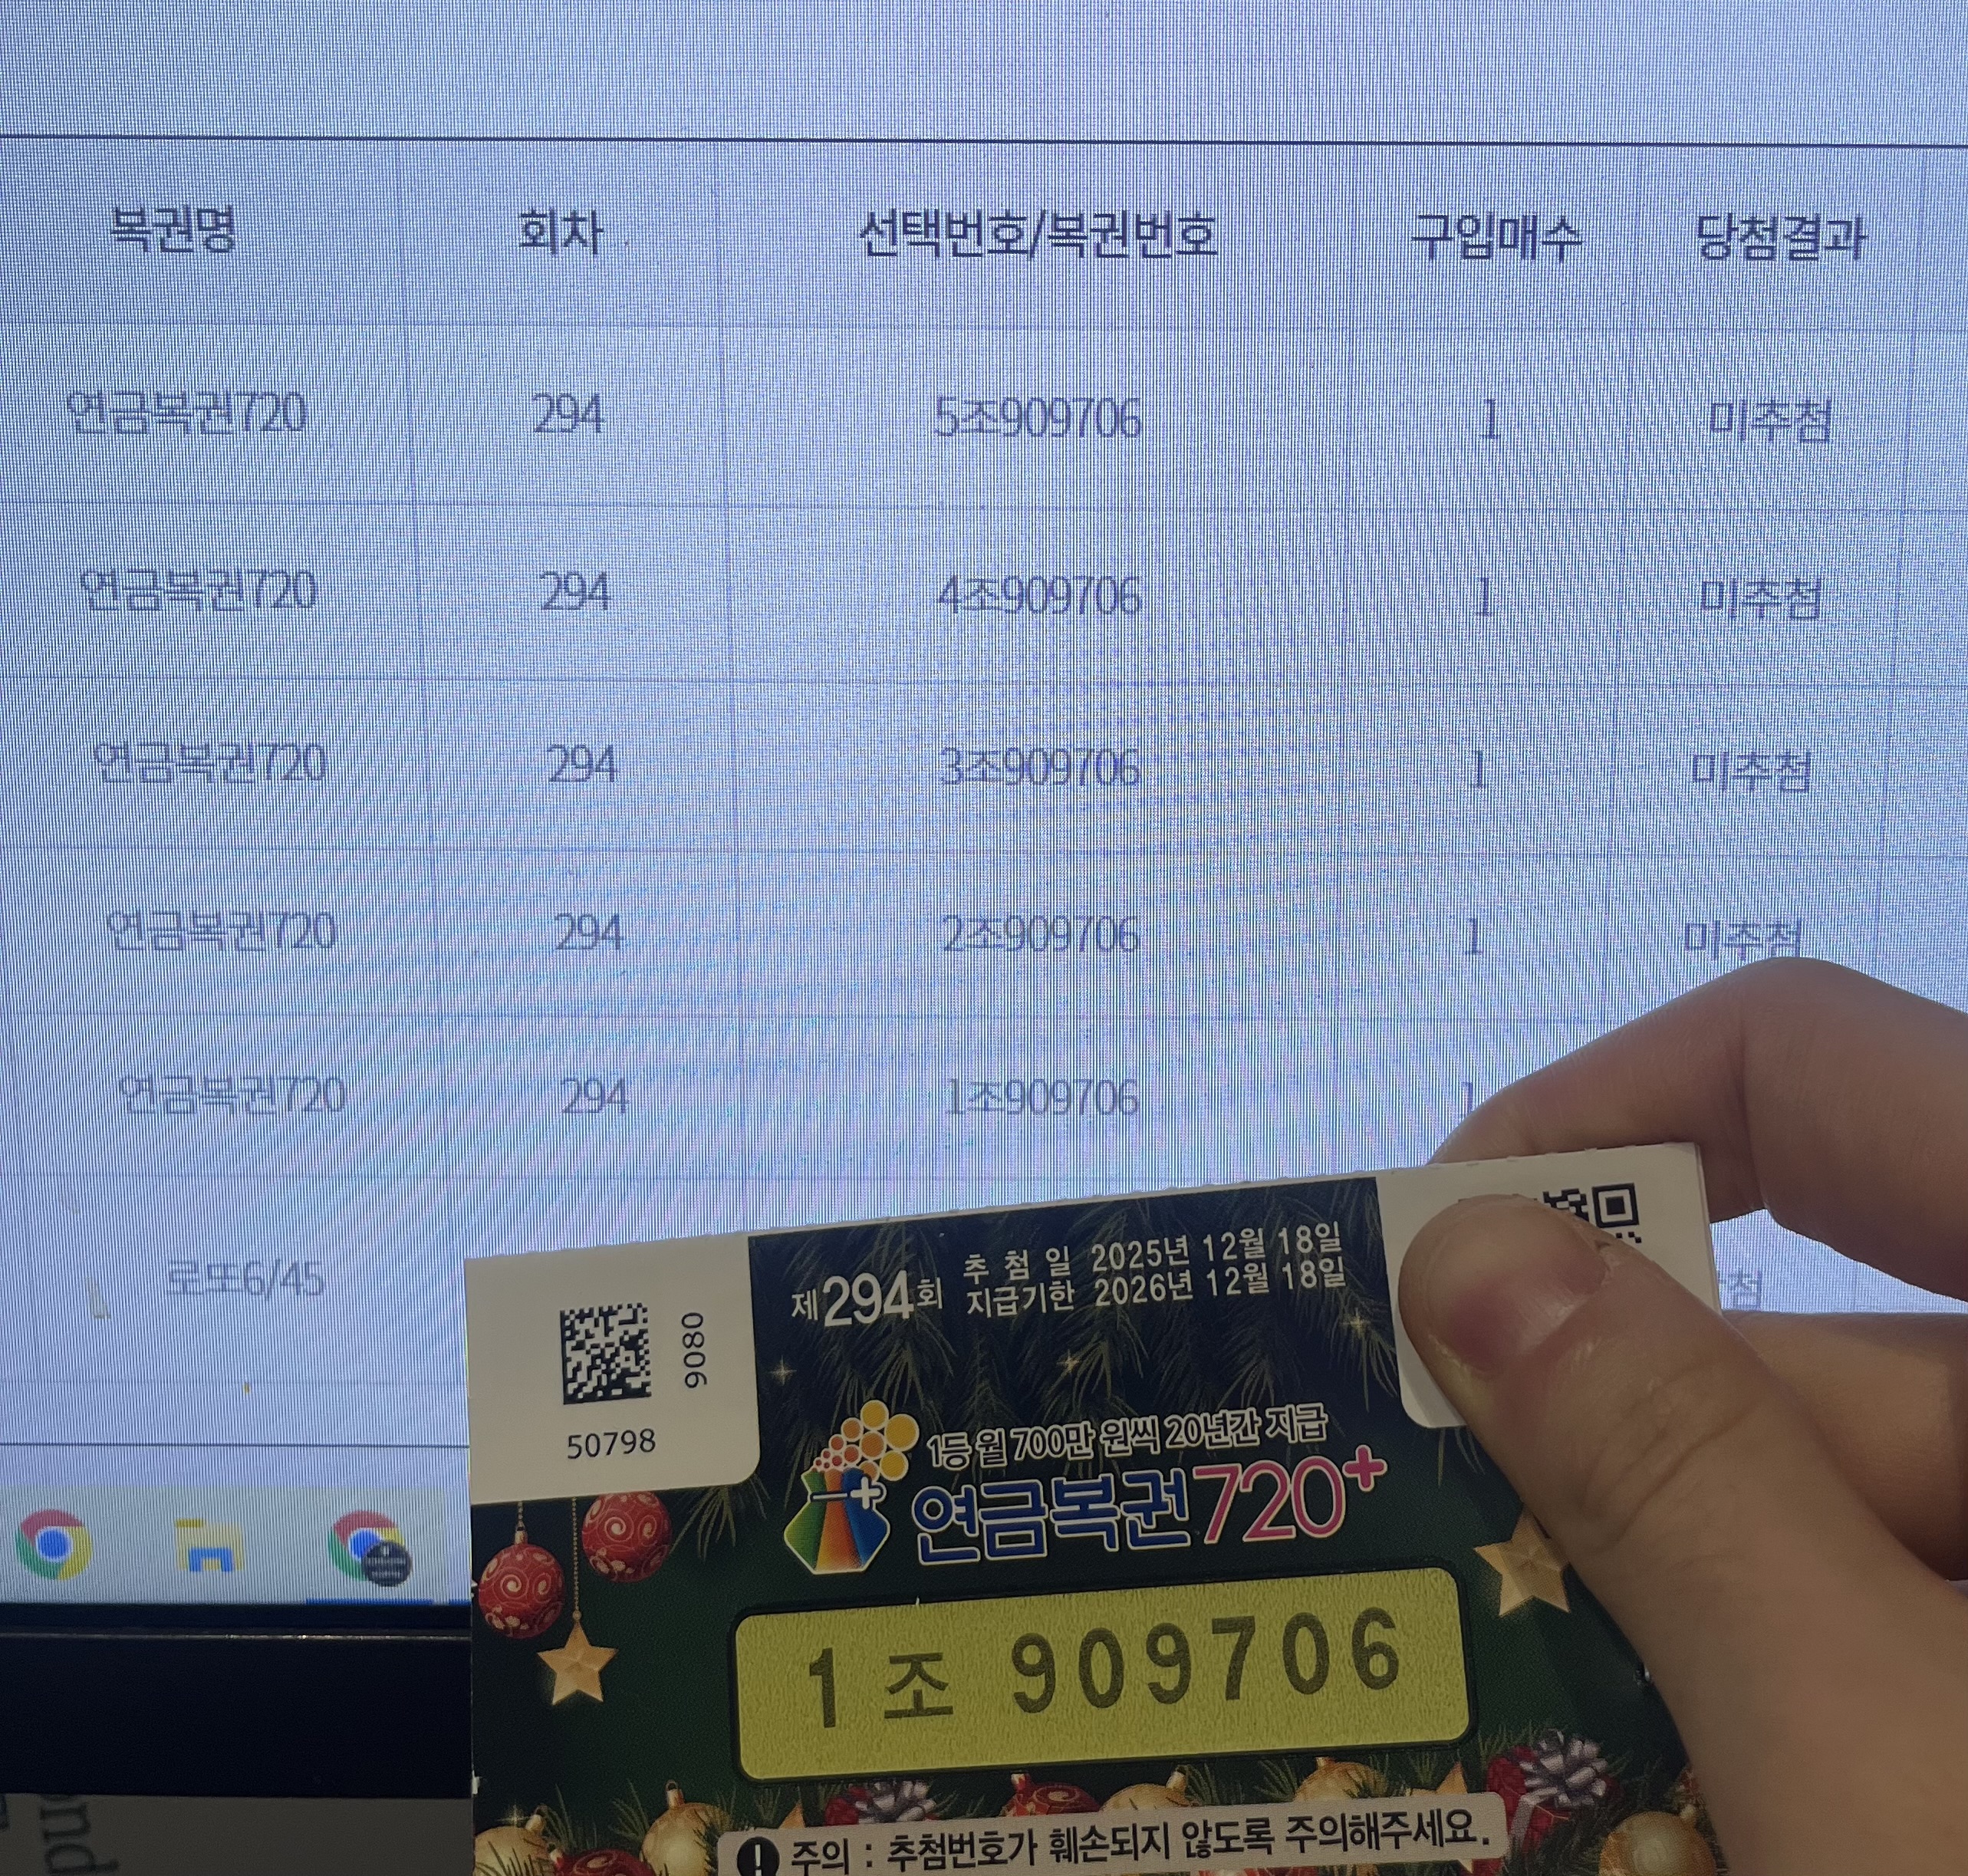 복권명 회차 선택번호/복권번호 구입매수 당첨결과
연금복권720 294 5조909706 1 미추첨
연금복권720 294 4조909706 1 미추첨
연금복권720 294 3조909706 1 미추첨
연금복권720 294 2조909706 1 미추첨
연금복권720 294 1조909706 1
로또6/45 첨
9080
50798
제294회
추첨일 2025년 12월 18일
지급기한 2026년 12월 18일
1등 월 700만 원씩 20년간 지급
연금복권720+
1조 909706
주의 : 추첨번호가 훼손되지 않도록 주의해주세요.
ond